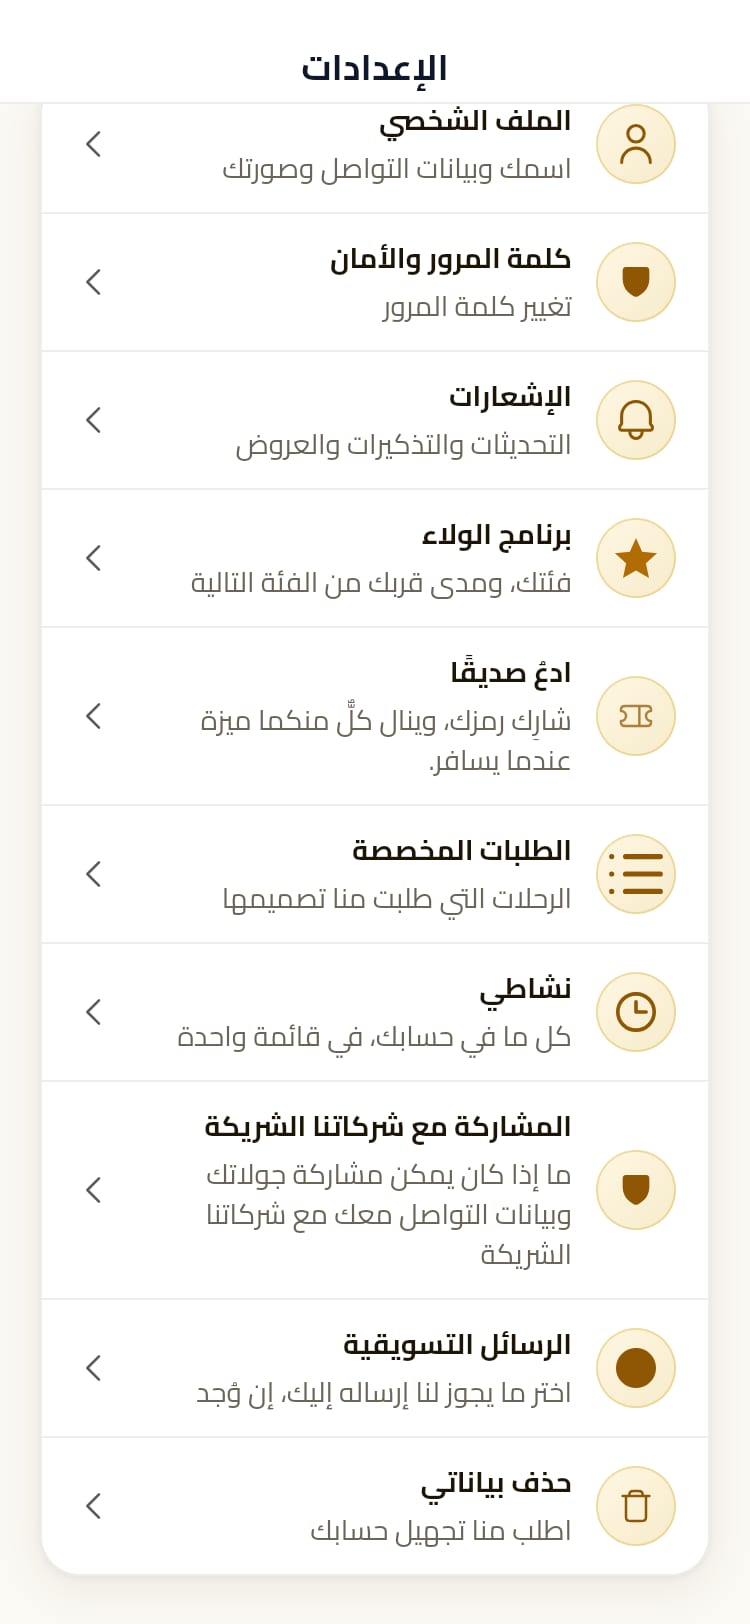 الإعدادات
الملف الشخصي
اسمك وبيانات التواصل وصورتك
كلمة المرور والأمان
تغيير كلمة المرور
الإشعارات
التحديثات والتذكيرات والعروض
برنامج الولاء
فئتك، ومدى قربك من الفئة التالية
ادعُ صديقًا
شارِك رمزك، وينال كلٌّ منكما ميزة
عندما يسافر.
الطلبات المخصصة
الرحلات التي طلبت منا تصميمها
نشاطي
كل ما في حسابك، في قائمة واحدة
المشاركة مع شركاتنا الشريكة
ما إذا كان يمكن مشاركة جولاتك
وبيانات التواصل معك مع شركاتنا
الشريكة
الرسائل التسويقية
اختر ما يجوز لنا إرساله إليك، إن وُجد
حذف بياناتي
اطلب منا تجهيل حسابك